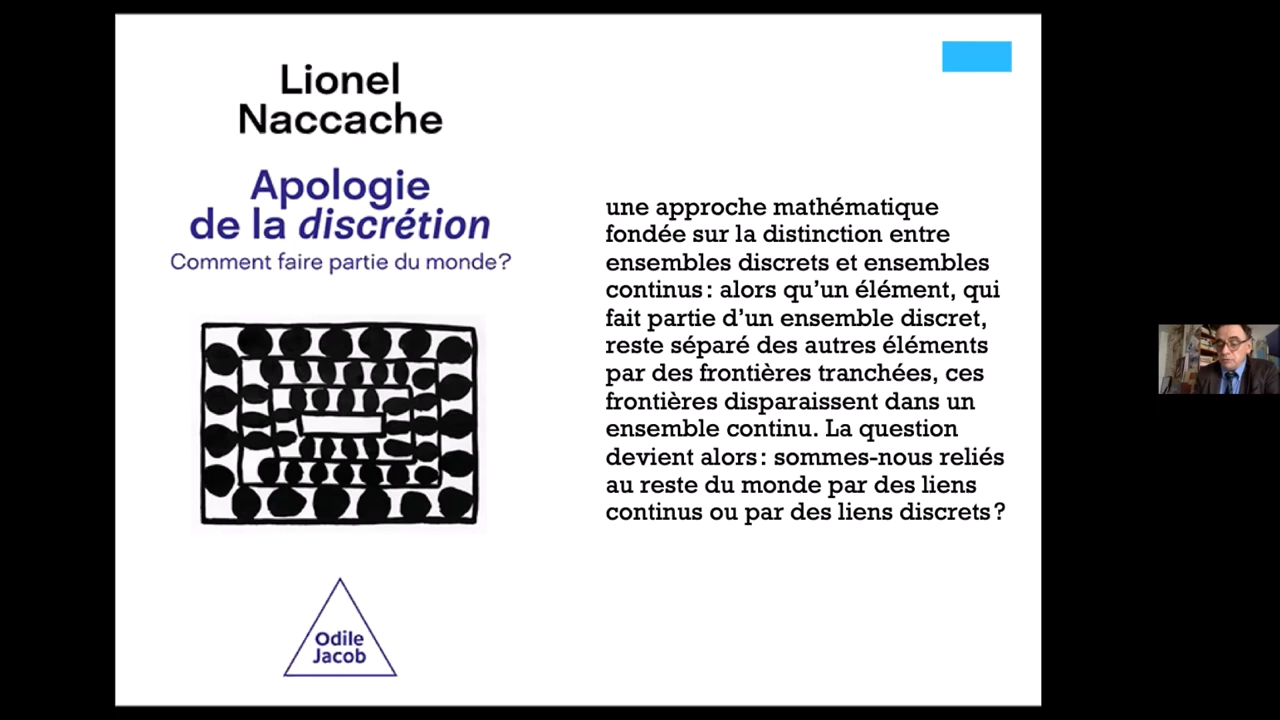 Lionel
Naccache
Apologie
de la discrétion
Comment faire partie du monde?
Odile
Jacob
une approche mathématique
fondée sur la distinction entre
ensembles discrets et ensembles
continus : alors qu’un élément, qui
fait partie d’un ensemble discret,
reste séparé des autres éléments
par des frontières tranchées, ces
frontières disparaissent dans un
ensemble continu. La question
devient alors : sommes-nous reliés
au reste du monde par des liens
continus ou par des liens discrets ?